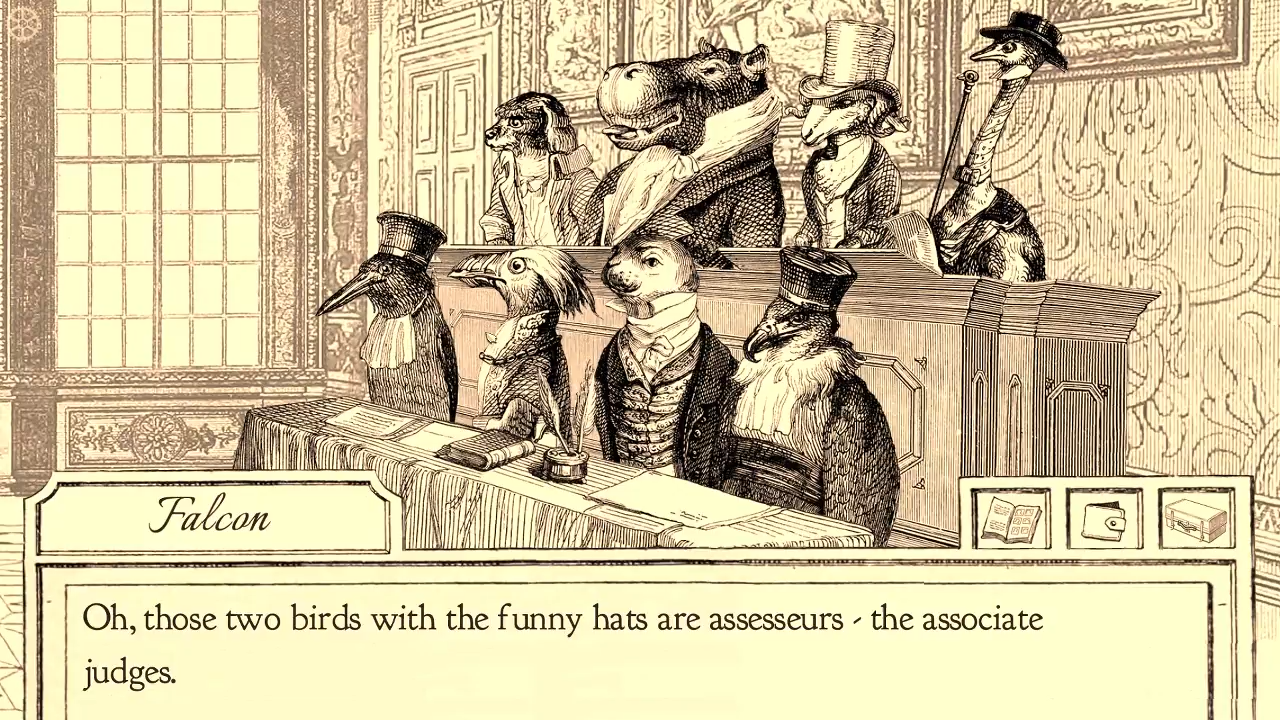 Falcon
Oh, those two birds with the funny hats are assesseurs - the associate
judges.